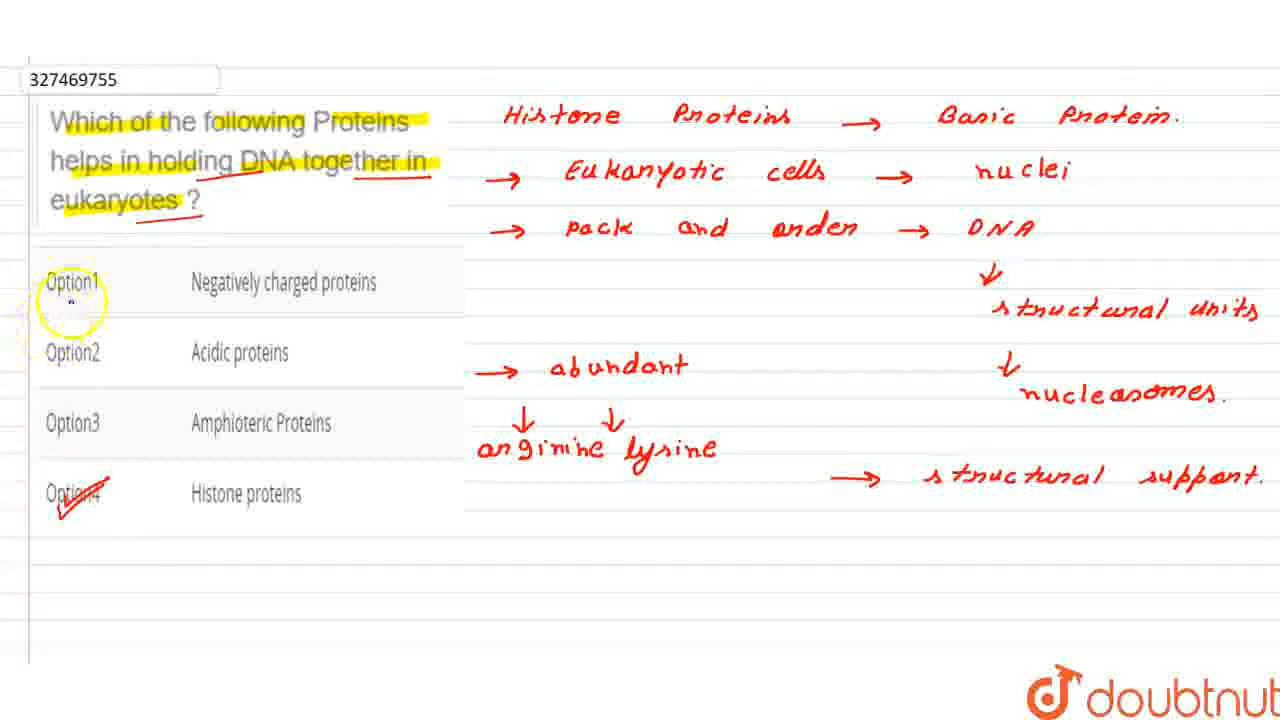 327469755
Which of the following Proteins
helps in holding DNA together in
eukaryotes ?
Option1 Negatively charged proteins
Option2 Acidic proteins
Option3 Amphioteric Proteins
Option4 Histone proteins
Histone Proteins → Basic Protein.
→ Eukaryotic cells → nuclei
→ pack and order → DNA
↓
structural units
↓
nucleosomes.
→ abundant
↓ ↓
arginine lysine
→ structural support.
doubtnut